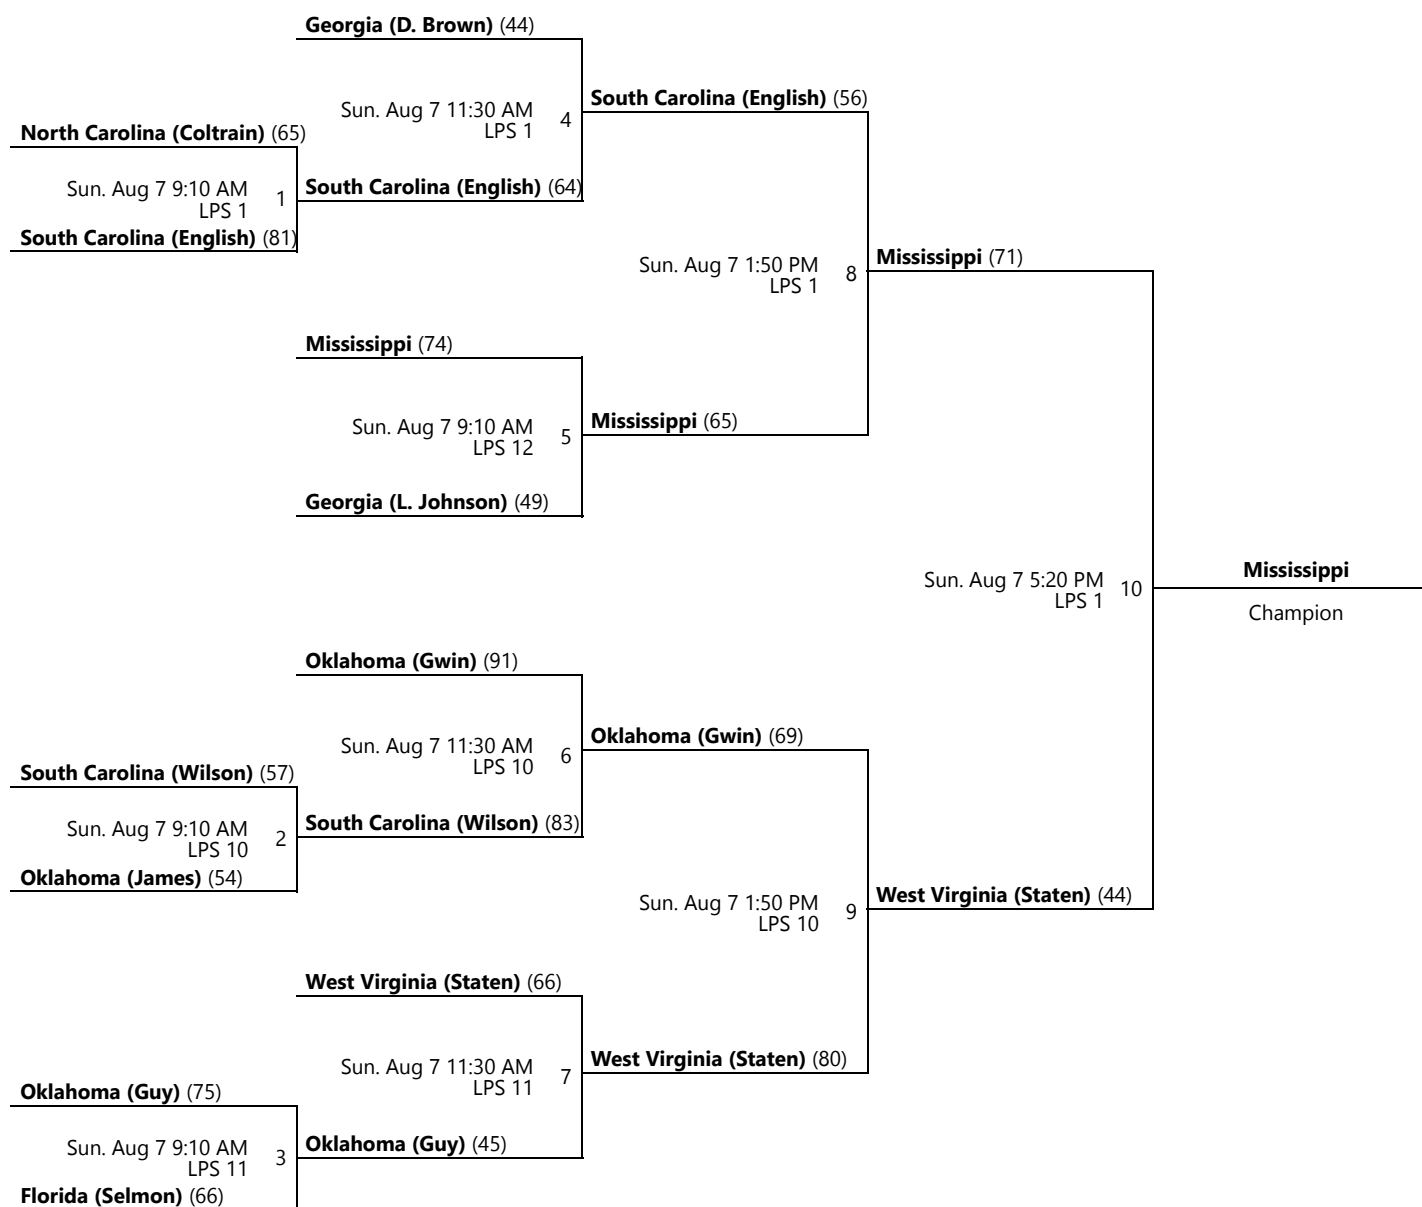 Georgia (D. Brown) (44)
Sun. Aug 7 11:30 AM
LPS 1
4
South Carolina (English) (56)
North Carolina (Coltrain) (65)
Sun. Aug 7 9:10 AM
LPS 1
1
South Carolina (English) (64)
South Carolina (English) (81)
Sun. Aug 7 1:50 PM
LPS 1
8
Mississippi (71)
Mississippi (74)
Sun. Aug 7 9:10 AM
LPS 12
5
Mississippi (65)
Georgia (L. Johnson) (49)
Sun. Aug 7 5:20 PM
LPS 1
10
Mississippi
Champion
Oklahoma (Gwin) (91)
Sun. Aug 7 11:30 AM
LPS 10
6
Oklahoma (Gwin) (69)
South Carolina (Wilson) (57)
Sun. Aug 7 9:10 AM
LPS 10
2
South Carolina (Wilson) (83)
Oklahoma (James) (54)
Sun. Aug 7 1:50 PM
LPS 10
9
West Virginia (Staten) (44)
West Virginia (Staten) (66)
Sun. Aug 7 11:30 AM
LPS 11
7
West Virginia (Staten) (80)
Oklahoma (Guy) (75)
Sun. Aug 7 9:10 AM
LPS 11
3
Oklahoma (Guy) (45)
Florida (Selmon) (66)